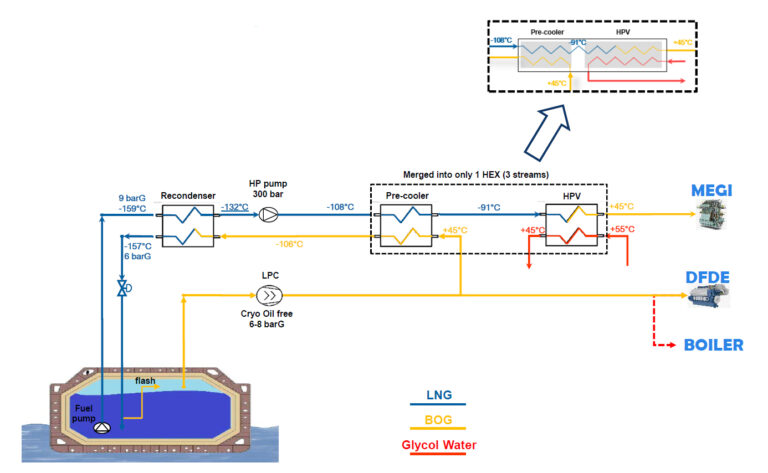 Pre-cooler HPV
-108°C -91°C +45°C
+45°C
Merged into only 1 HEX (3 streams)
HP pump
300 bar
Recondenser
Pre-cooler
HPV
MEGI
9 barG
-159°C
-132°C
-108°C
-91°C
+45°C
-157°C
6 barG
-106°C
+45°C
+45°C
+55°C
LPC
Cryo Oil free
6-8 barG
DFDE
BOILER
flash
Fuel
pump
LNG
BOG
Glycol Water